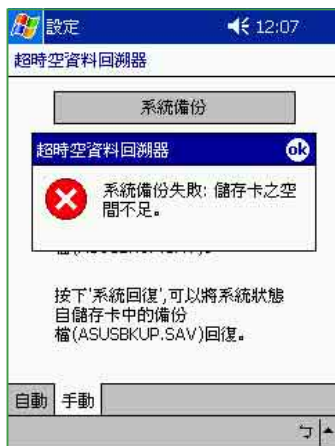 設定 12:07
超時空資料回溯器
系統備份
超時空資料回溯器 ok
系統備份失敗: 儲存卡之空
間不足。
按下'系統回復',可以將系統狀態
自儲存卡中的備份
檔(ASUSBKUP.SAV)回復。
自動 手動
ㄅ